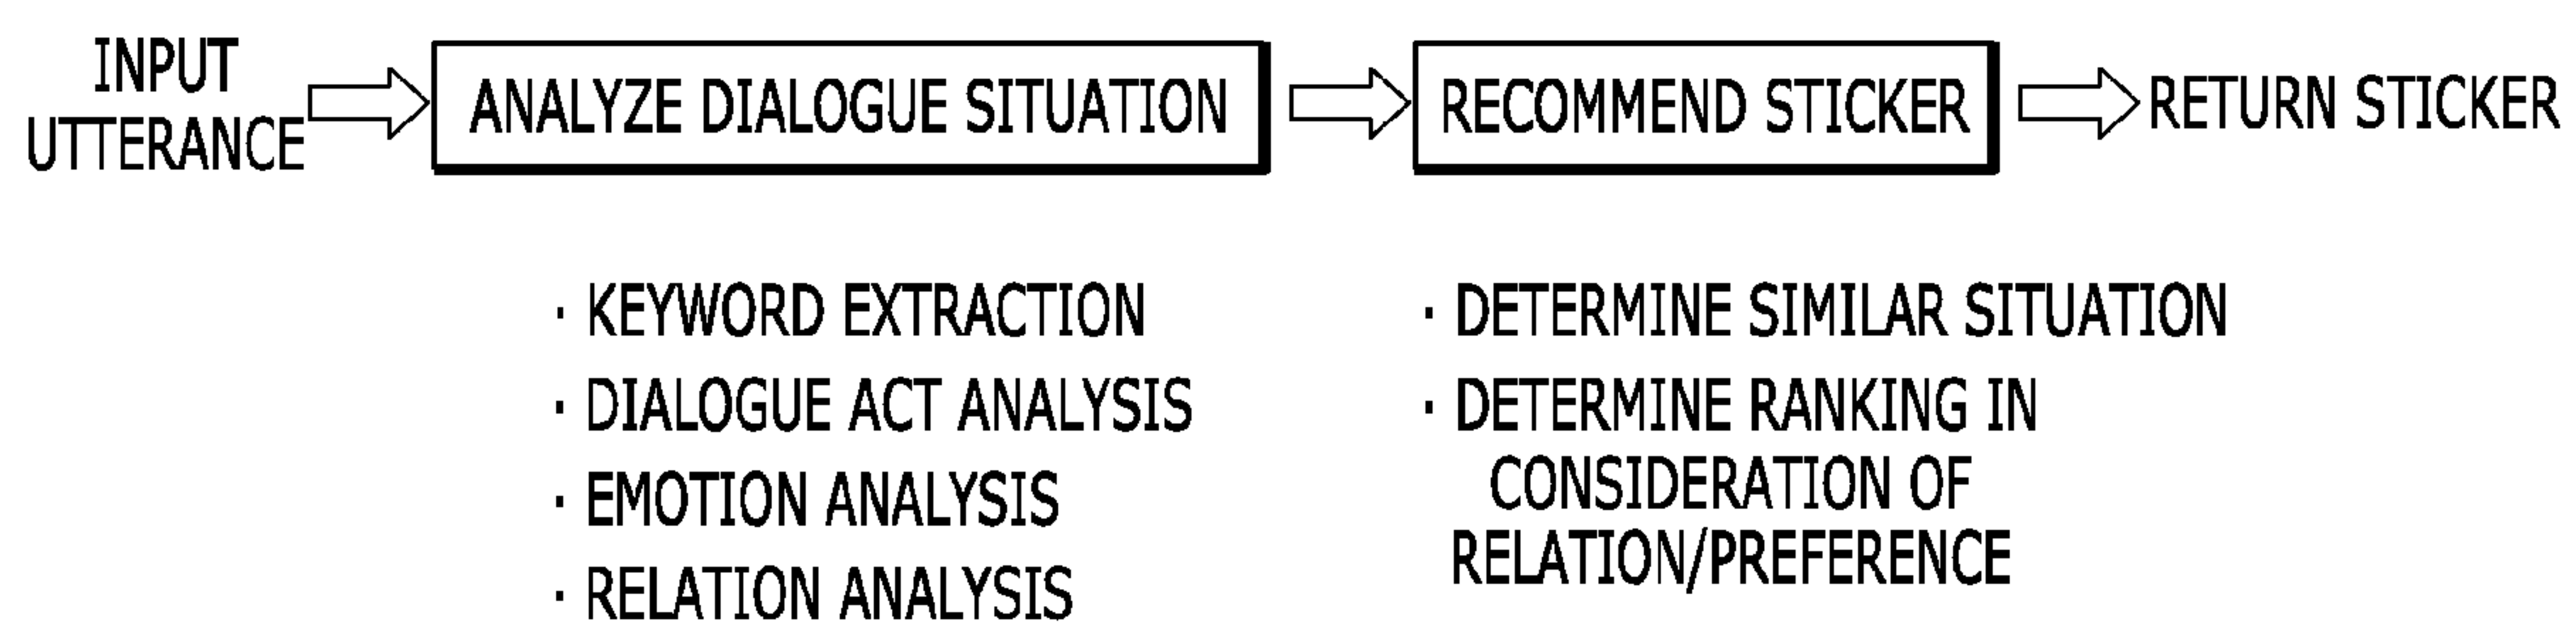 INPUT
UTTERANCE
ANALYZE DIALOGUE SITUATION
RECOMMEND STICKER
RETURN STICKER
· KEYWORD EXTRACTION
· DIALOGUE ACT ANALYSIS
· EMOTION ANALYSIS
· RELATION ANALYSIS
· DETERMINE SIMILAR SITUATION
· DETERMINE RANKING IN
CONSIDERATION OF
RELATION/PREFERENCE